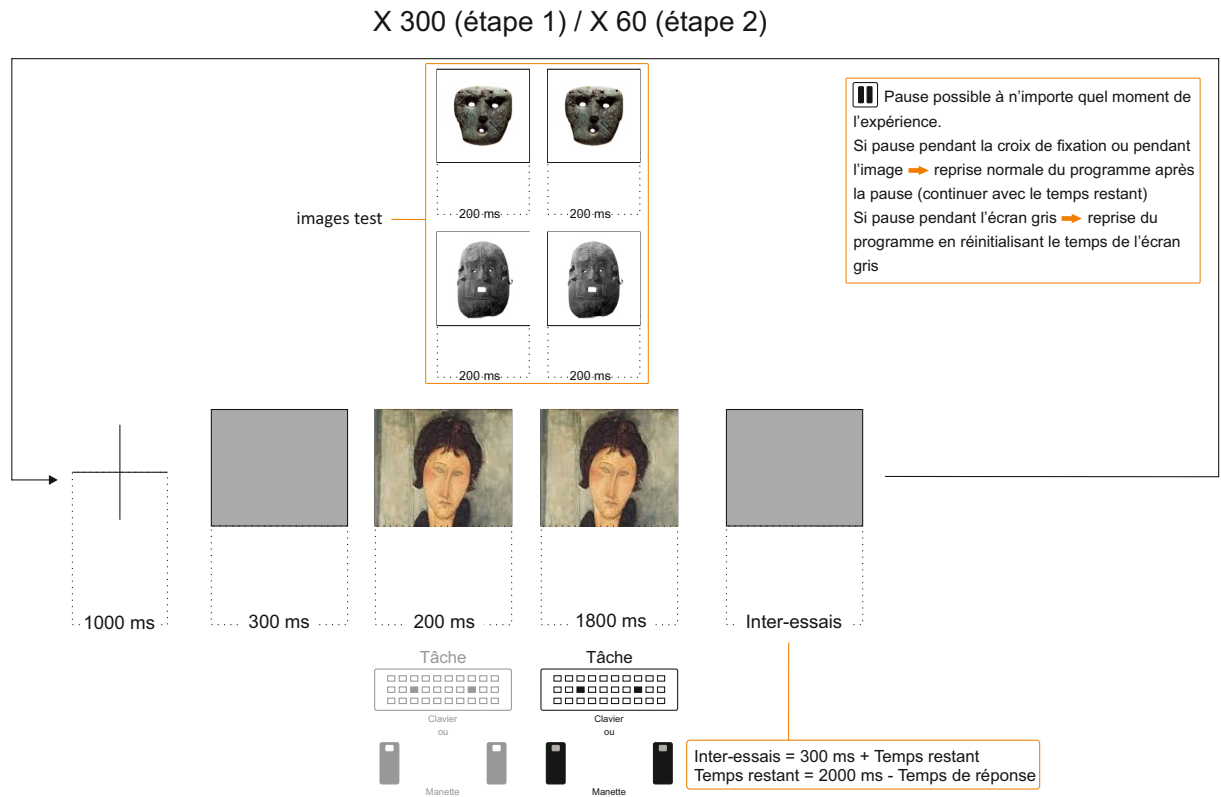 X 300 (étape 1) / X 60 (étape 2)
Pause possible à n’importe quel moment de
l’expérience.
Si pause pendant la croix de fixation ou pendant
l’image ➡ reprise normale du programme après
la pause (continuer avec le temps restant)
Si pause pendant l’écran gris ➡ reprise du
programme en réinitialisant le temps de l’écran
gris
images test
200 ms 200 ms
200 ms 200 ms
1000 ms 300 ms 200 ms 1800 ms Inter-essais
Tâche Tâche
Clavier Clavier
ou ou
Manette Manette
Inter-essais = 300 ms + Temps restant
Temps restant = 2000 ms - Temps de réponse